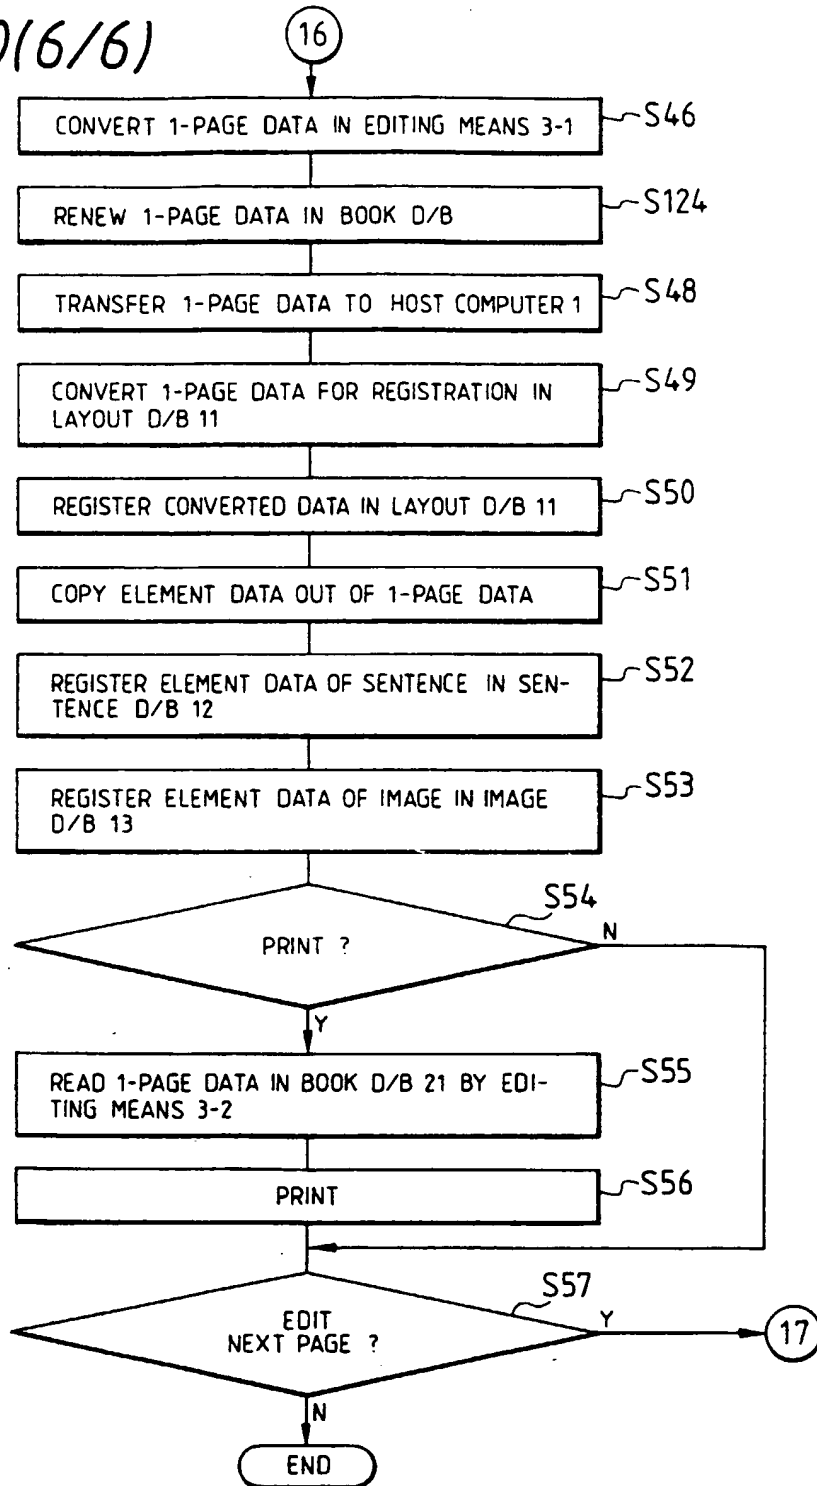 (6/6)
16
CONVERT 1-PAGE DATA IN EDITING MEANS 3-1
S46
RENEW 1-PAGE DATA IN BOOK D/B
S124
TRANSFER 1-PAGE DATA TO HOST COMPUTER 1
S48
CONVERT 1-PAGE DATA FOR REGISTRATION IN
LAYOUT D/B 11
S49
REGISTER CONVERTED DATA IN LAYOUT D/B 11
S50
COPY ELEMENT DATA OUT OF 1-PAGE DATA
S51
REGISTER ELEMENT DATA OF SENTENCE IN SEN-
TENCE D/B 12
S52
REGISTER ELEMENT DATA OF IMAGE IN IMAGE
D/B 13
S53
S54
PRINT ?
N
Y
READ 1-PAGE DATA IN BOOK D/B 21 BY EDI-
TING MEANS 3-2
S55
PRINT
S56
S57
EDIT
NEXT PAGE ?
Y
17
N
END